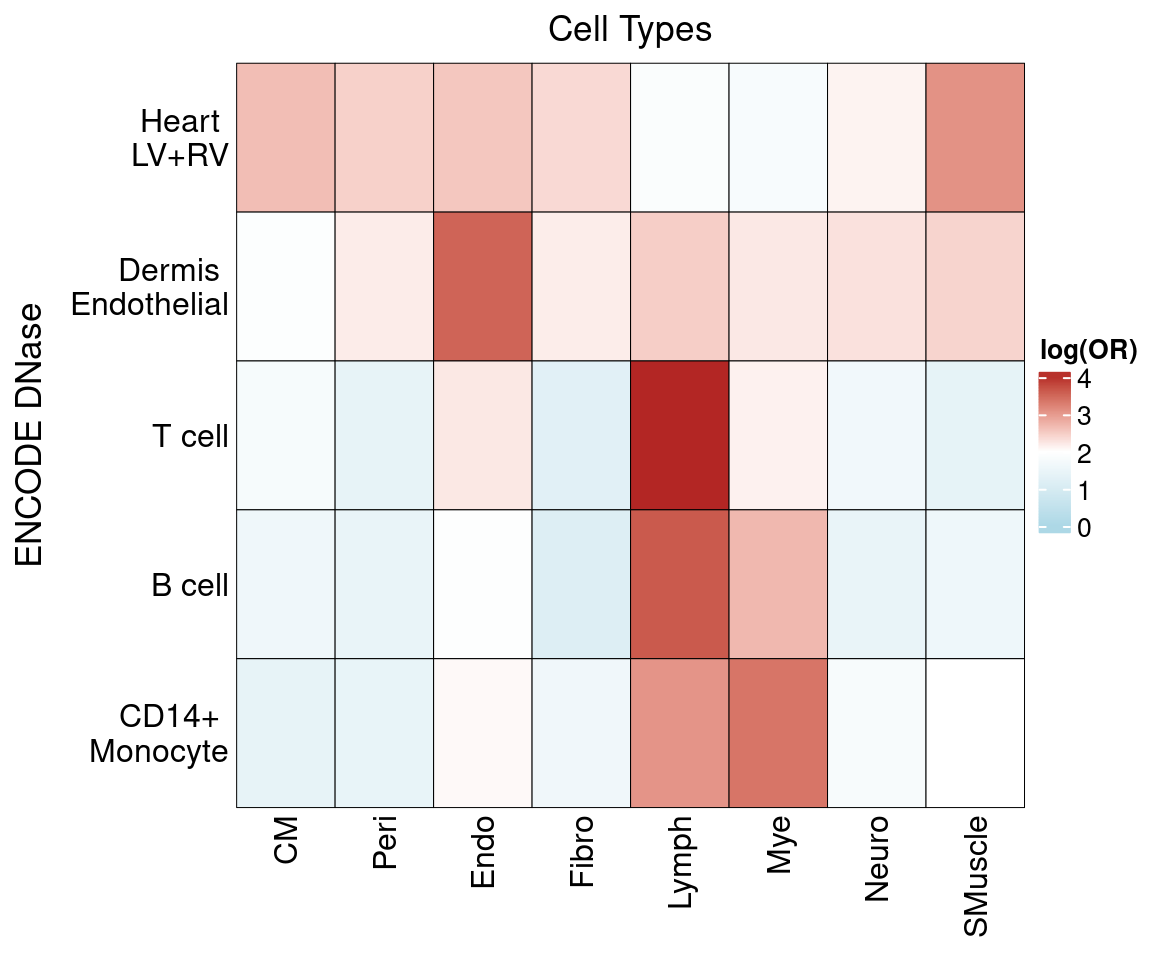 Cell Types
Heart
LV+RV
Dermis
Endothelial
T cell
B cell
CD14+
Monocyte
ENCODE DNase
log(OR)
4
3
2
1
0
CM
Peri
Endo
Fibro
Lymph
Mye
Neuro
SMuscle